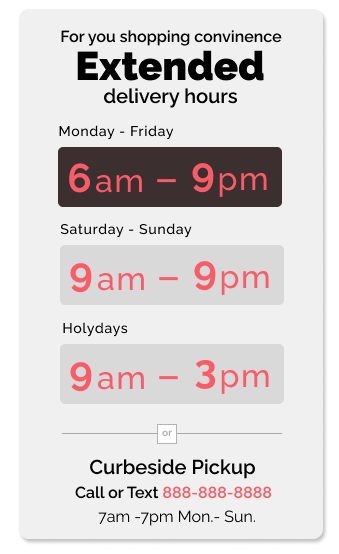 For you shopping convinence
Extended
delivery hours
Monday - Friday
6am – 9pm
Saturday - Sunday
9am – 9pm
Holydays
9am – 3pm
or
Curbeside Pickup
Call or Text 888-888-8888
7am -7pm Mon.- Sun.